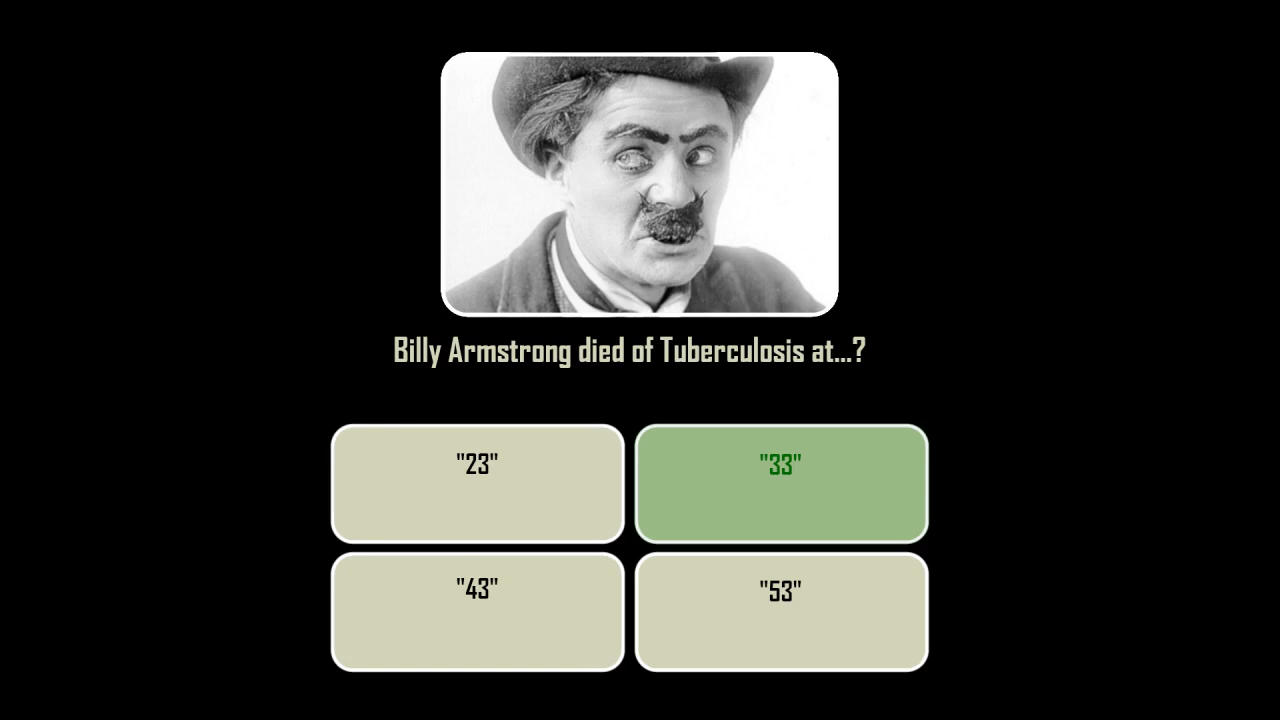 Billy Armstrong died of Tuberculosis at...?
"23"
"33"
"43"
"53"